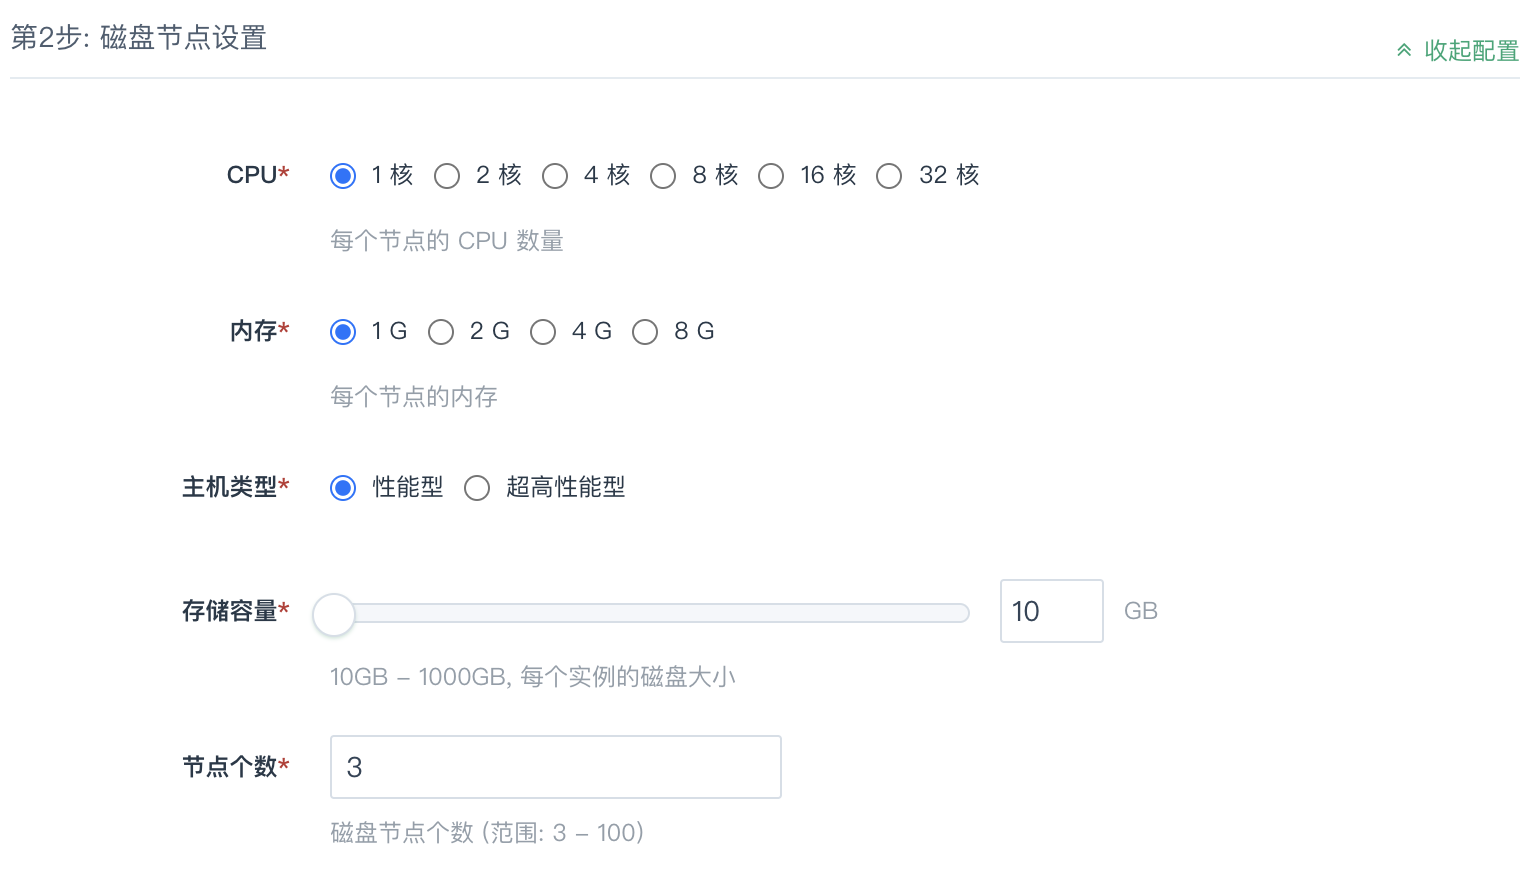 第2步: 磁盘节点设置
收起配置
CPU* 1 核 2 核 4 核 8 核 16 核 32 核
每个节点的 CPU 数量
内存* 1 G 2 G 4 G 8 G
每个节点的内存
主机类型* 性能型 超高性能型
存储容量* 10 GB
10GB – 1000GB, 每个实例的磁盘大小
节点个数* 3
磁盘节点个数 (范围: 3 – 100)